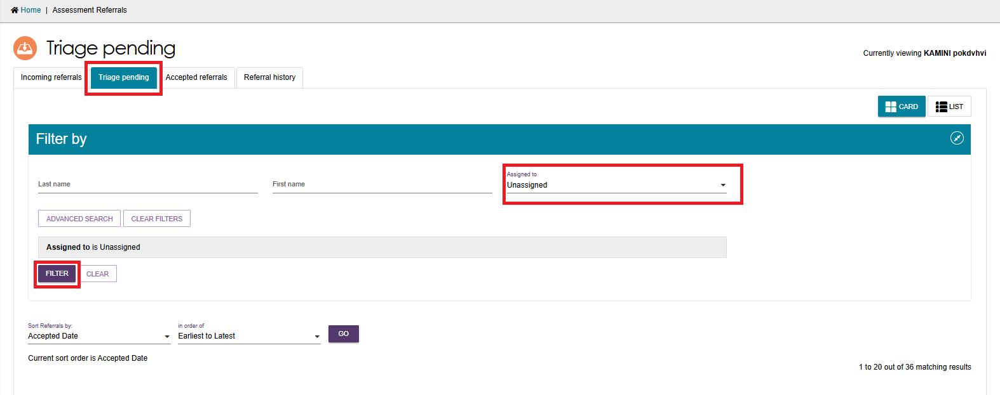 Home | Assessment Referrals
Triage pending
Currently viewing KAMINI pokdvhvi
Incoming referrals Triage pending Accepted referrals Referral history
CARD LIST
Filter by
Assigned to
Last name First name Unassigned
ADVANCED SEARCH CLEAR FILTERS
Assigned to is Unassigned
FILTER CLEAR
Sort Referrals by: in order of
Accepted Date Earliest to Latest GO
Current sort order is Accepted Date
1 to 20 out of 36 matching results